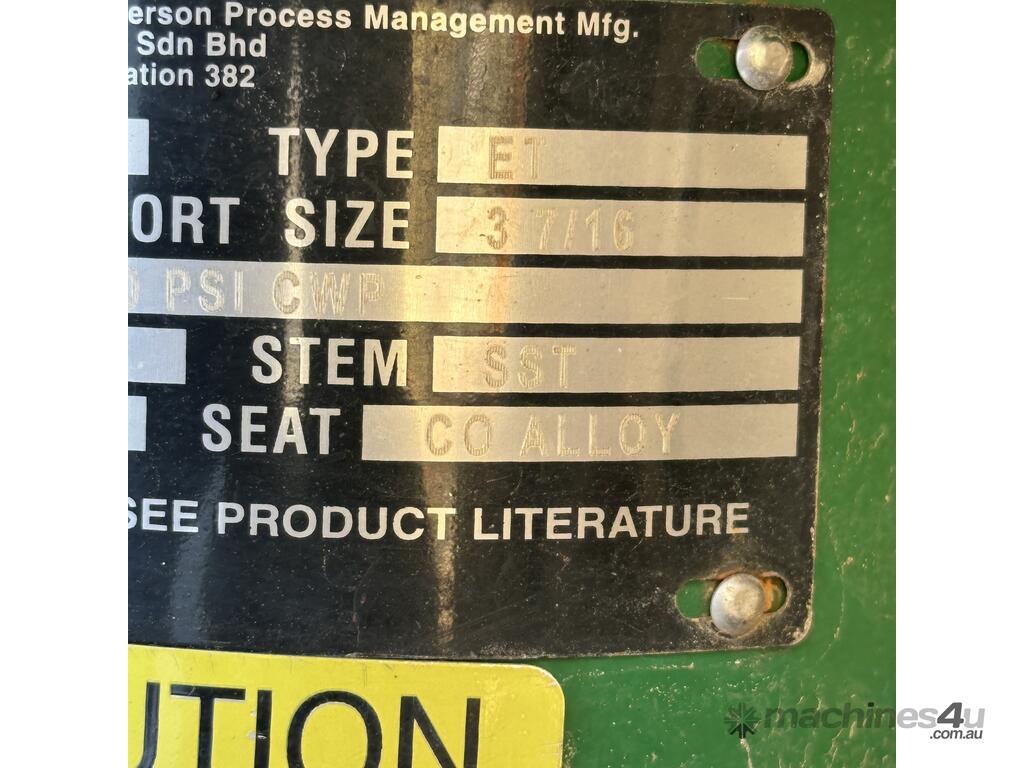 erson Process Management Mfg.
Sdn Bhd
ation 382
TYPE ET
ORT SIZE 3 7/16
0 PSI CWP
STEM SST
SEAT CO ALLOY
SEE PRODUCT LITERATURE
UTION
machines4u
.com.au